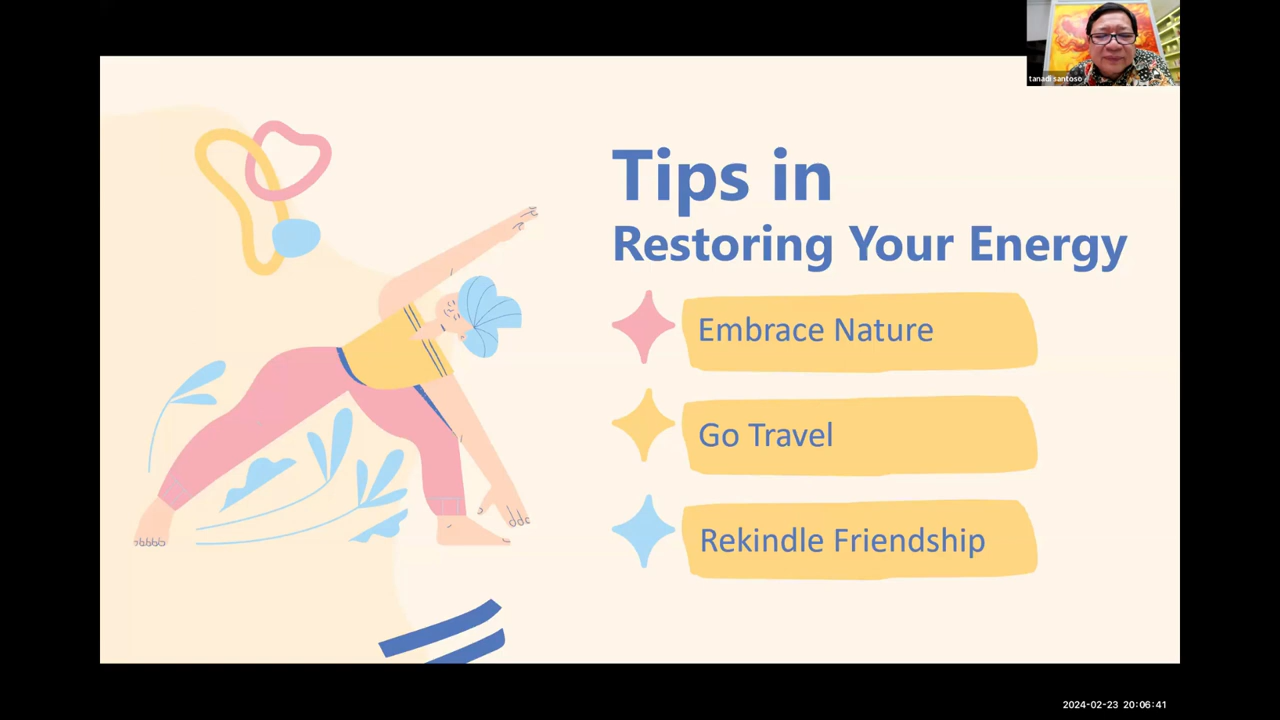 tanadi santoso
Tips in
Restoring Your Energy
Embrace Nature
Go Travel
Rekindle Friendship
2024-02-23 20:06:41